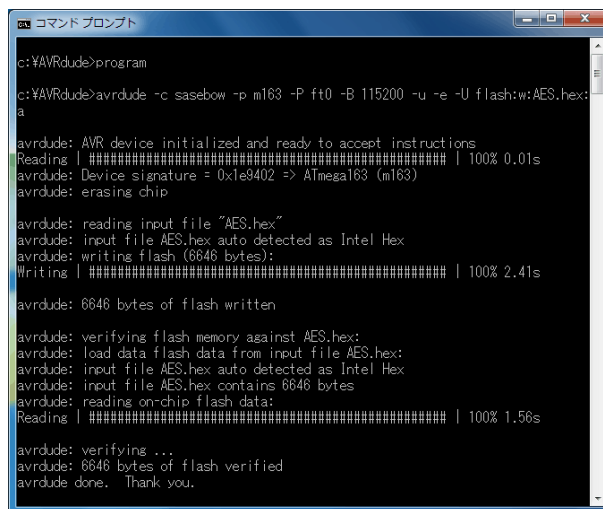 コマンド プロンプト
c:¥AVRdude>program
c:¥AVRdude>avrdude -c sasebow -p m163 -P ft0 -B 115200 -u -e -U flash:w:AES.hex:
a
avrdude: AVR device initialized and ready to accept instructions
Reading | ################################################## | 100% 0.01s
avrdude: Device signature = 0x1e9402 => ATmega163 (m163)
avrdude: erasing chip
avrdude: reading input file "AES.hex"
avrdude: input file AES.hex auto detected as Intel Hex
avrdude: writing flash (6646 bytes):
Writing | ################################################## | 100% 2.41s
avrdude: 6646 bytes of flash written
avrdude: verifying flash memory against AES.hex:
avrdude: load data flash data from input file AES.hex:
avrdude: input file AES.hex auto detected as Intel Hex
avrdude: input file AES.hex contains 6646 bytes
avrdude: reading on-chip flash data:
Reading | ################################################## | 100% 1.56s
avrdude: verifying ...
avrdude: 6646 bytes of flash verified
avrdude done.  Thank you.